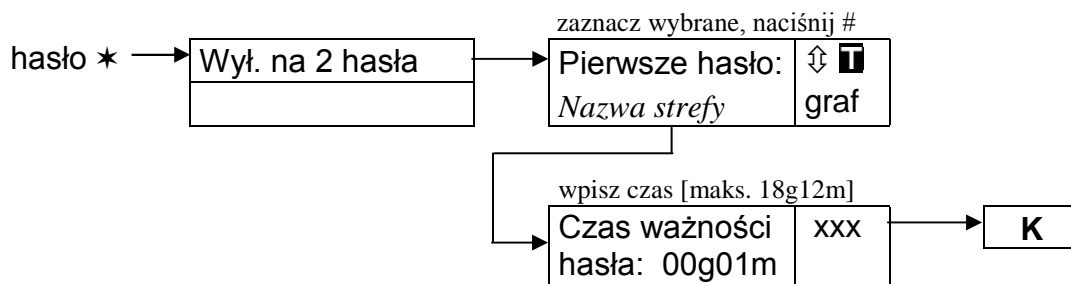 zaznacz wybrane, naciśnij #
hasło ✶
Wył. na 2 hasła
Pierwsze hasło:
⇕ T
Nazwa strefy
graf
wpisz czas [maks. 18g12m]
Czas ważności
xxx
K
hasła: 00g01m